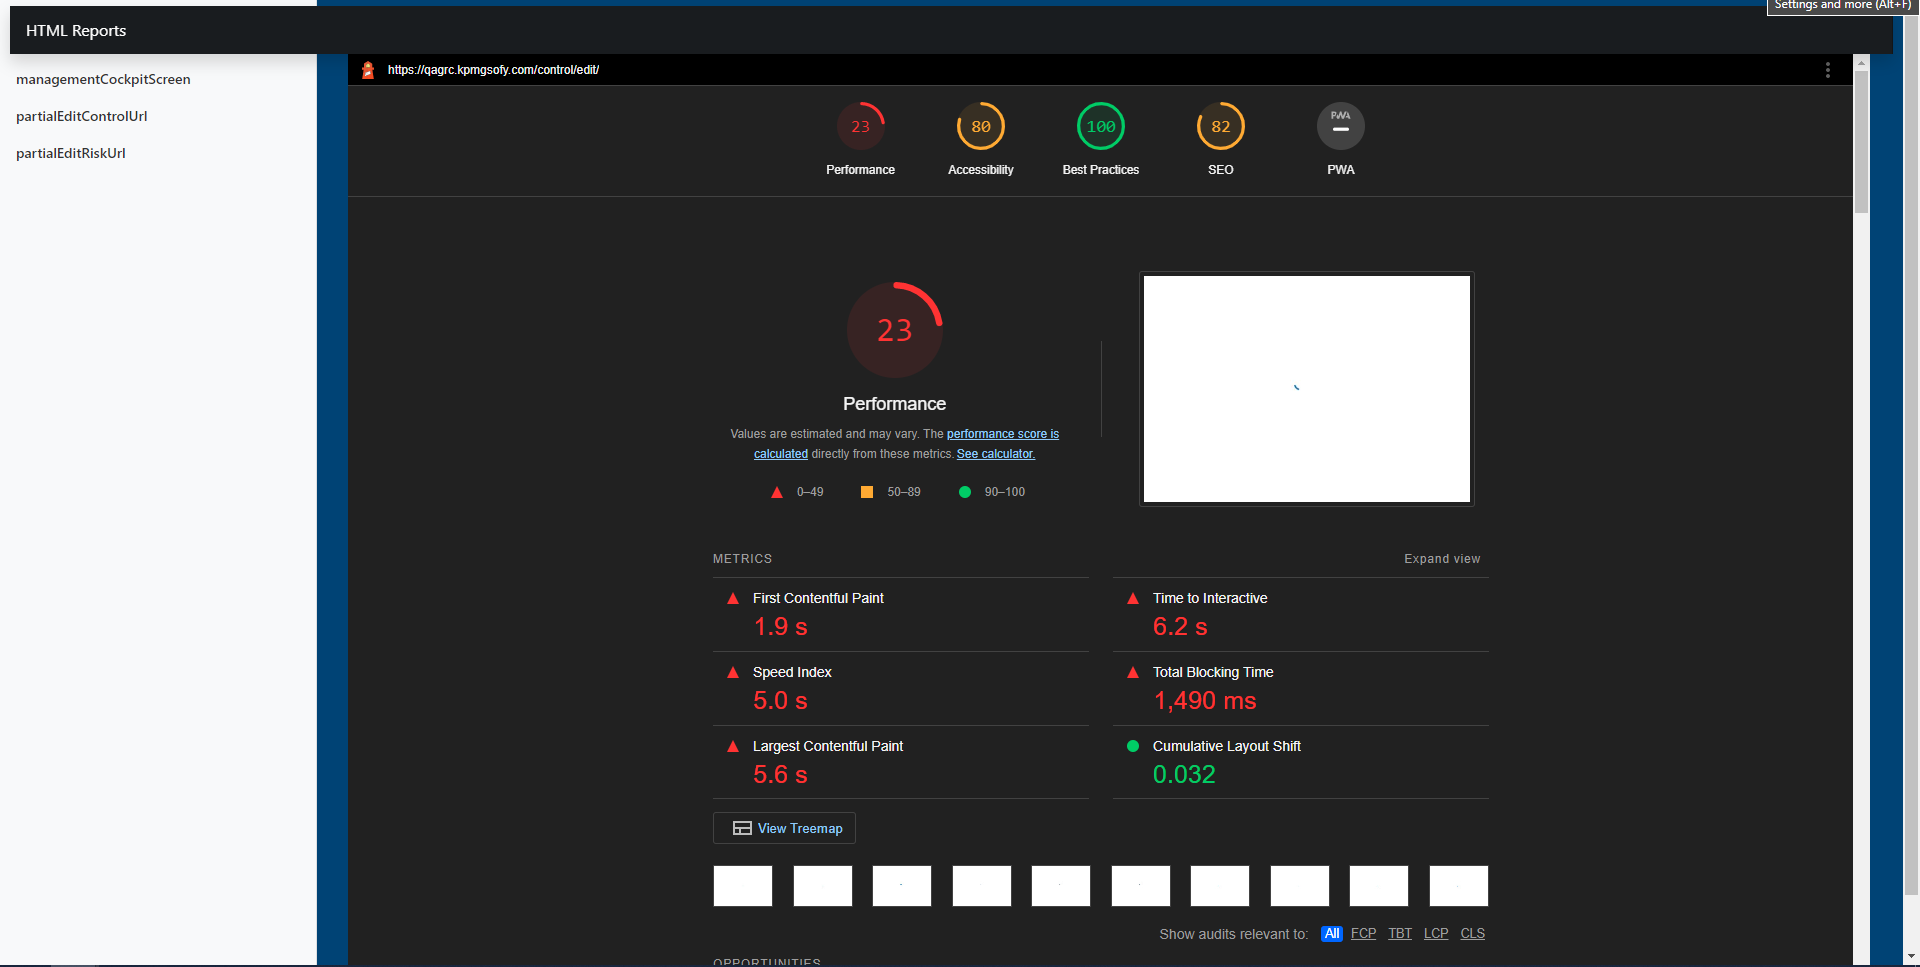 Settings and more (Alt+F)
HTML Reports
managementCockpitScreen
partialEditControlUrl
partialEditRiskUrl
https://qagrc.kpmgsofy.com/control/edit/
23
80
100
82
PWA
Performance
Accessibility
Best Practices
SEO
PWA
23
Performance
Values are estimated and may vary. The performance score is
calculated directly from these metrics. See calculator.
0–49
50–89
90–100
METRICS
Expand view
First Contentful Paint
1.9 s
Time to Interactive
6.2 s
Speed Index
5.0 s
Total Blocking Time
1,490 ms
Largest Contentful Paint
5.6 s
Cumulative Layout Shift
0.032
View Treemap
Show audits relevant to: All FCP TBT LCP CLS
OPPORTUNITIES